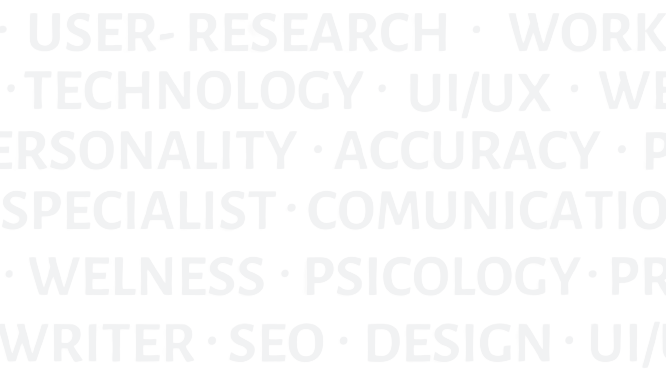 · USER- RESEARCH · WORK
· TECHNOLOGY · UI/UX · WE
ERSONALITY · ACCURACY · P
SPECIALIST · COMUNICATIO
· WELNESS · PSICOLOGY · PR
WRITER · SEO · DESIGN · UI/U